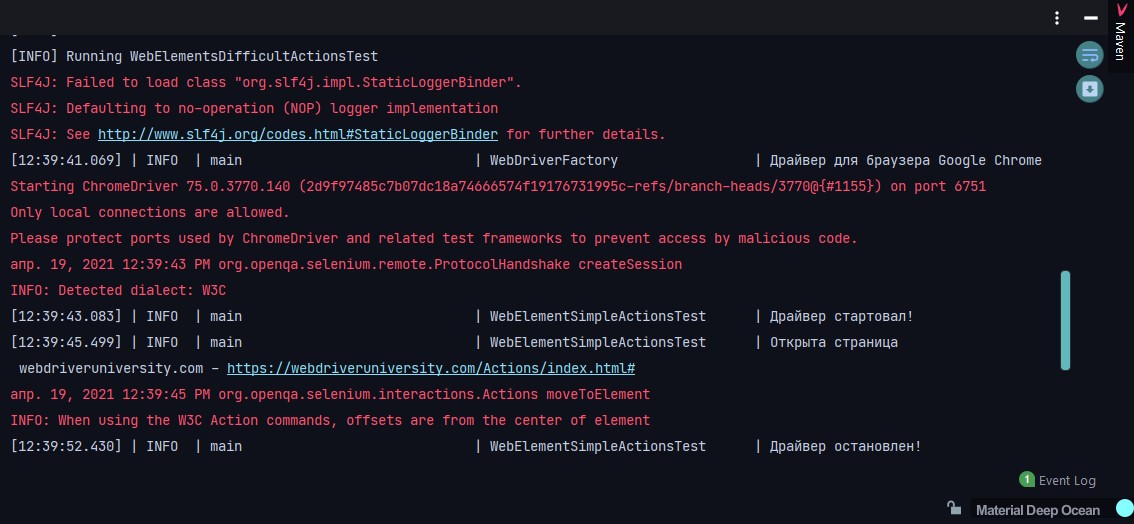 Maven
[INFO] Running WebElementsDifficultActionsTest
SLF4J: Failed to load class "org.slf4j.impl.StaticLoggerBinder".
SLF4J: Defaulting to no-operation (NOP) logger implementation
SLF4J: See http://www.slf4j.org/codes.html#StaticLoggerBinder for further details.
[12:39:41.069] | INFO  | main | WebDriverFactory | Драйвер для браузера Google Chrome
Starting ChromeDriver 75.0.3770.140 (2d9f97485c7b07dc18a74666574f19176731995c-refs/branch-heads/3770@{#1155}) on port 6751
Only local connections are allowed.
Please protect ports used by ChromeDriver and related test frameworks to prevent access by malicious code.
апр. 19, 2021 12:39:43 PM org.openqa.selenium.remote.ProtocolHandshake createSession
INFO: Detected dialect: W3C
[12:39:43.083] | INFO  | main | WebElementSimpleActionsTest | Драйвер стартовал!
[12:39:45.499] | INFO  | main | WebElementSimpleActionsTest | Открыта страница
webdriveruniversity.com – https://webdriveruniversity.com/Actions/index.html#
апр. 19, 2021 12:39:45 PM org.openqa.selenium.interactions.Actions moveToElement
INFO: When using the W3C Action commands, offsets are from the center of element
[12:39:52.430] | INFO  | main | WebElementSimpleActionsTest | Драйвер остановлен!
1 Event Log
Material Deep Ocean